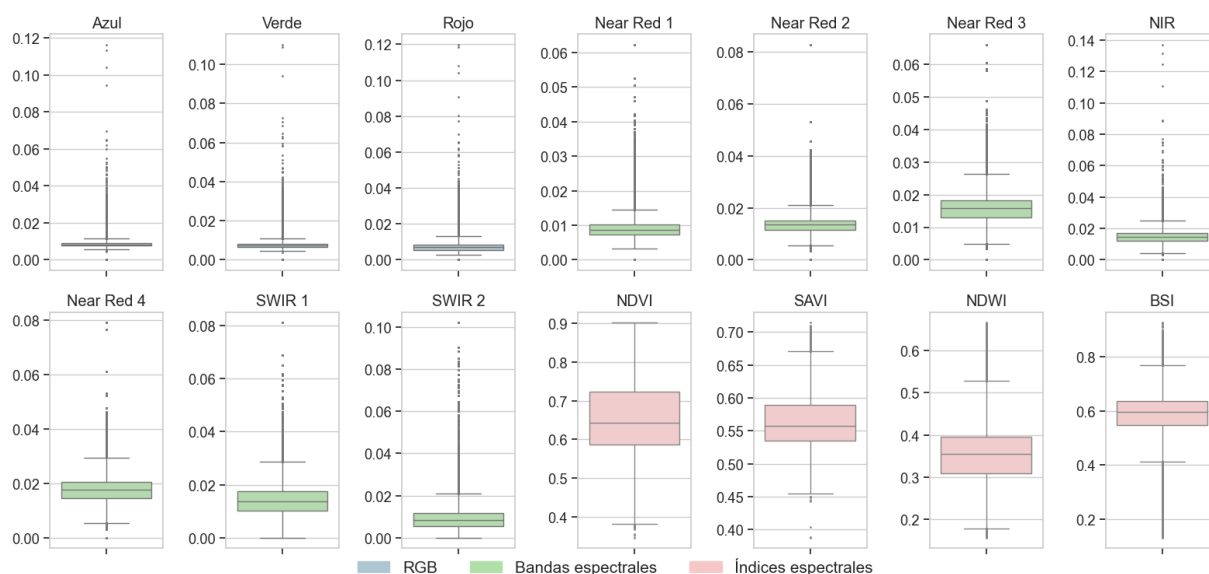 Azul Verde Rojo Near Red 1 Near Red 2 Near Red 3 NIR
0.12 0.10 0.08 0.06 0.04 0.02 0.00
0.10 0.08 0.06 0.04 0.02 0.00
0.12 0.10 0.08 0.06 0.04 0.02 0.00
0.06 0.05 0.04 0.03 0.02 0.01 0.00
0.08 0.06 0.04 0.02 0.00
0.06 0.05 0.04 0.03 0.02 0.01 0.00
0.14 0.12 0.10 0.08 0.06 0.04 0.02 0.00
Near Red 4 SWIR 1 SWIR 2 NDVI SAVI NDWI BSI
0.08 0.06 0.04 0.02 0.00
0.08 0.06 0.04 0.02 0.00
0.10 0.08 0.06 0.04 0.02 0.00
0.9 0.8 0.7 0.6 0.5 0.4
0.70 0.65 0.60 0.55 0.50 0.45 0.40
0.6 0.5 0.4 0.3 0.2
0.8 0.6 0.4 0.2
RGB Bandas espectrales Índices espectrales